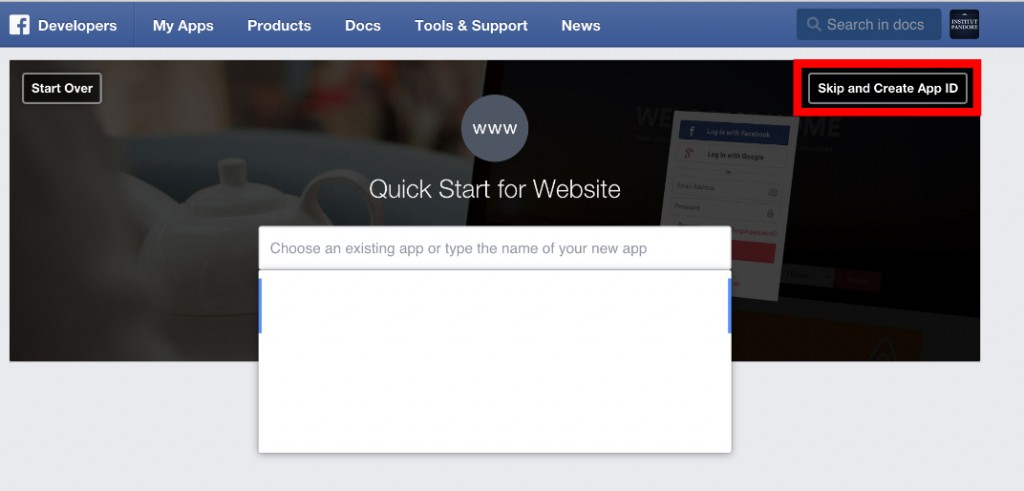 Developers
My Apps
Products
Docs
Tools & Support
News
Search in docs
INSTITUT
PANDORE
Start Over
Skip and Create App ID
www
Quick Start for Website
Choose an existing app or type the name of your new app
Log in with Facebook
Log in with Google
Email Address
Password